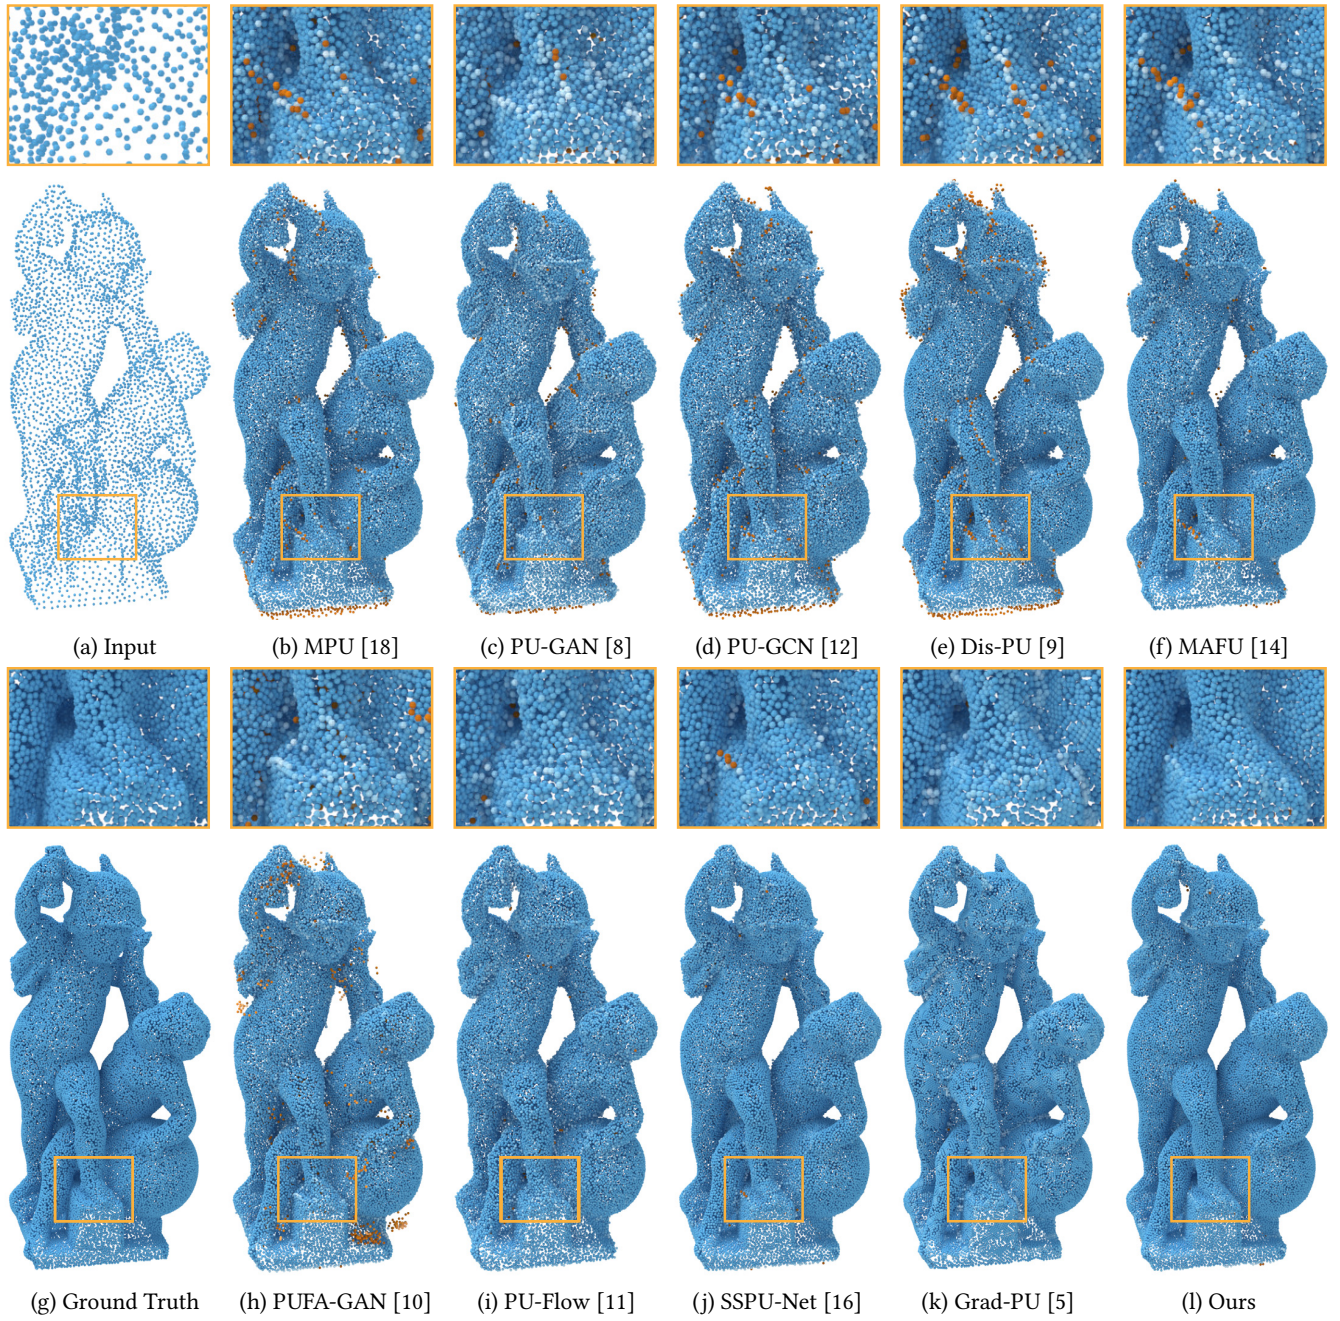 (a) Input
(b) MPU [18]
(c) PU-GAN [8]
(d) PU-GCN [12]
(e) Dis-PU [9]
(f) MAFU [14]
(g) Ground Truth
(h) PUFA-GAN [10]
(i) PU-Flow [11]
(j) SSPU-Net [16]
(k) Grad-PU [5]
(l) Ours